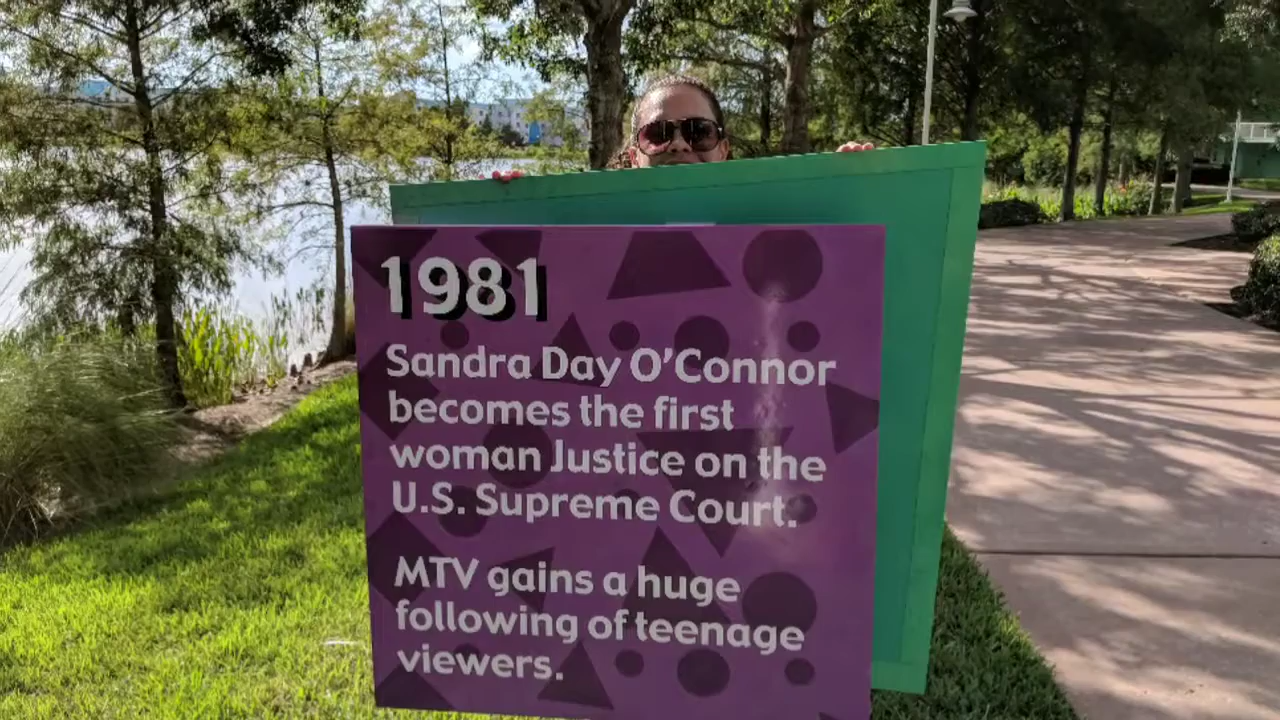 1981
Sandra Day O'Connor
becomes the first
woman Justice on the
U.S. Supreme Court.
MTV gains a huge
following of teenage
viewers.